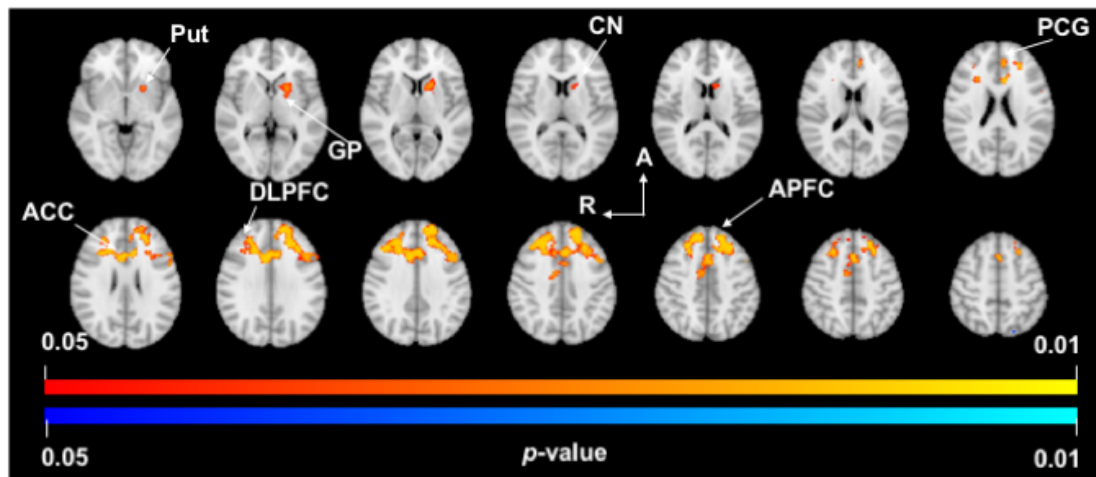 Put
CN
PCG
GP
A
R
DLPFC
APFC
ACC
0.05
0.01
0.05
p-value
0.01